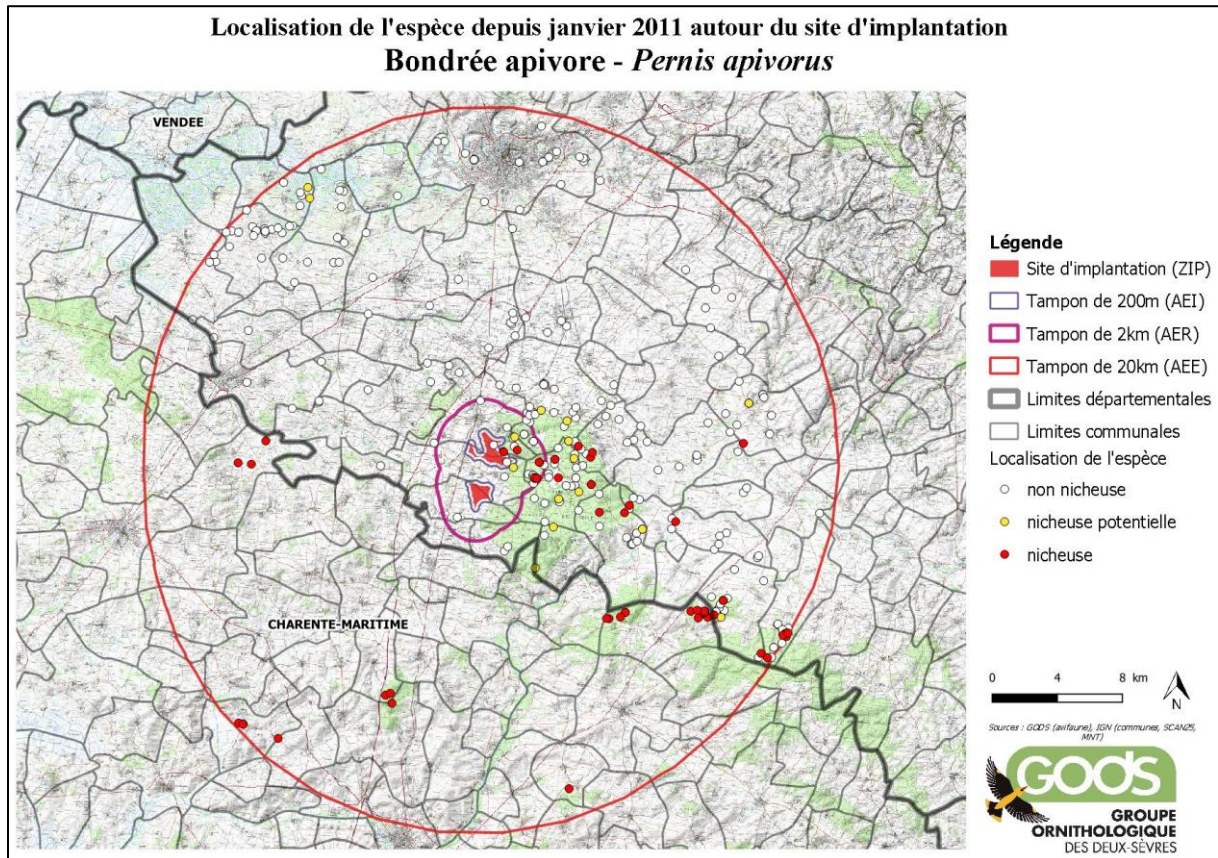 Localisation de l'espèce depuis janvier 2011 autour du site d'implantation
Bondrée apivore - Pernis apivorus
VENDEE
CHARENTE-MARITIME
Légende
Site d'implantation (ZIP)
Tampon de 200m (AEI)
Tampon de 2km (AER)
Tampon de 20km (AEE)
Limites départementales
Limites communales
Localisation de l'espèce
non nicheuse
nicheuse potentielle
nicheuse
0 4 8 km
N
Sources : GODS (avifaune), IGN (communes, SCAN25,
MNT)
GODS
GROUPE
ORNITHOLOGIQUE
DES DEUX-SÈVRES